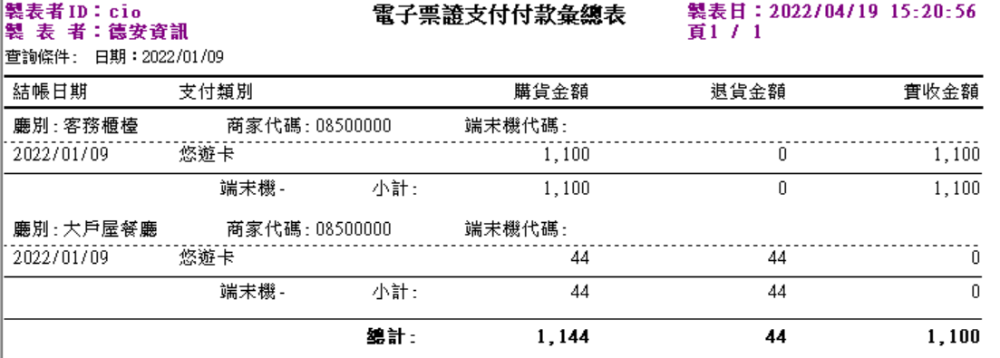 製表者ID：cio 電子票證支付付款彙總表 製表日：2022/04/19 15:20:56
製 表 者：德安資訊 頁1 / 1
查詢條件: 日期：2022/01/09
結帳日期 支付類別 購貨金額 退貨金額 實收金額
廳別:客務櫃檯 商家代碼:08500000 端末機代碼:
2022/01/09 悠遊卡 1,100 0 1,100
端末機- 小計: 1,100 0 1,100
廳別:大戶屋餐廳 商家代碼:08500000 端末機代碼:
2022/01/09 悠遊卡 44 44 0
端末機- 小計: 44 44 0
總計: 1,144 44 1,100